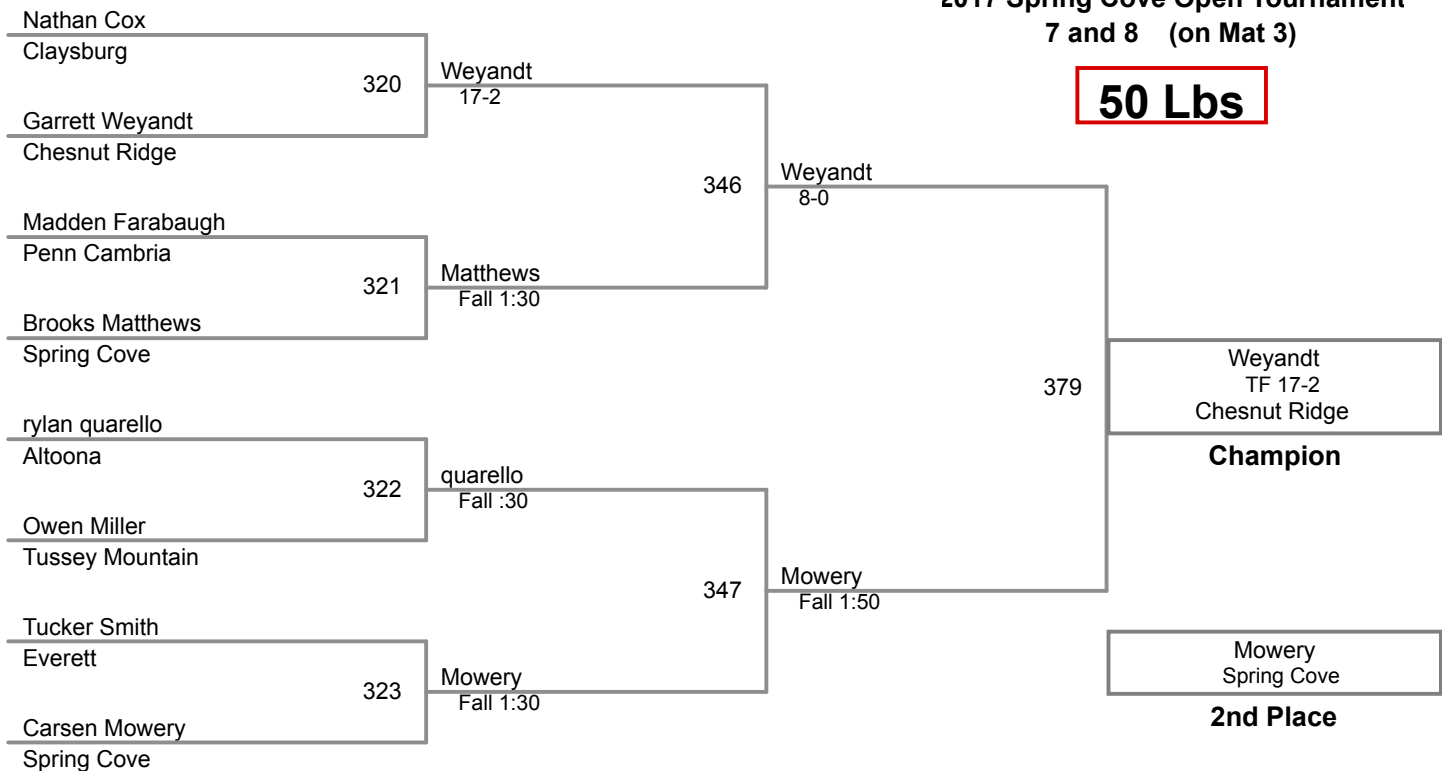 2017 Spring Cove Open Tournament
7 and 8 (on Mat 3)
50 Lbs
Nathan Cox
Claysburg
320
Weyandt
17-2
Garrett Weyandt
Chesnut Ridge
346
Weyandt
8-0
Madden Farabaugh
Penn Cambria
321
Matthews
Fall 1:30
Brooks Matthews
Spring Cove
379
Weyandt
TF 17-2
Chesnut Ridge
Champion
rylan quarello
Altoona
322
quarello
Fall :30
Owen Miller
Tussey Mountain
347
Mowery
Fall 1:50
Tucker Smith
Everett
323
Mowery
Fall 1:30
Carsen Mowery
Spring Cove
Mowery
Spring Cove
2nd Place